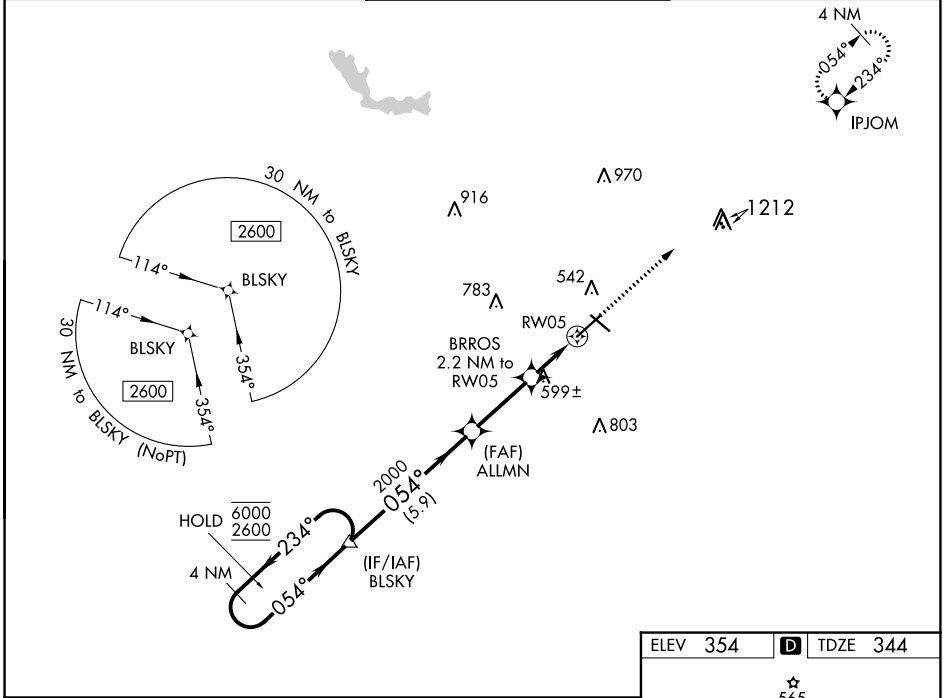 4 NM
054°
234°
IPJOM
970
916
1212
30 NM to BLSKY
2600
114°
BLSKY
354°
783
542
RW05
114°
BLSKY
354°
2600
30 NM to BLSKY (NoPT)
BRROS
2.2 NM to
RW05
599±
803
(FAF)
ALLMN
2000
054°
(5.9)
HOLD
6000
2600
234°
4 NM
054°
(IF/IAF)
BLSKY
ELEV 354
D
TDZE 344
565